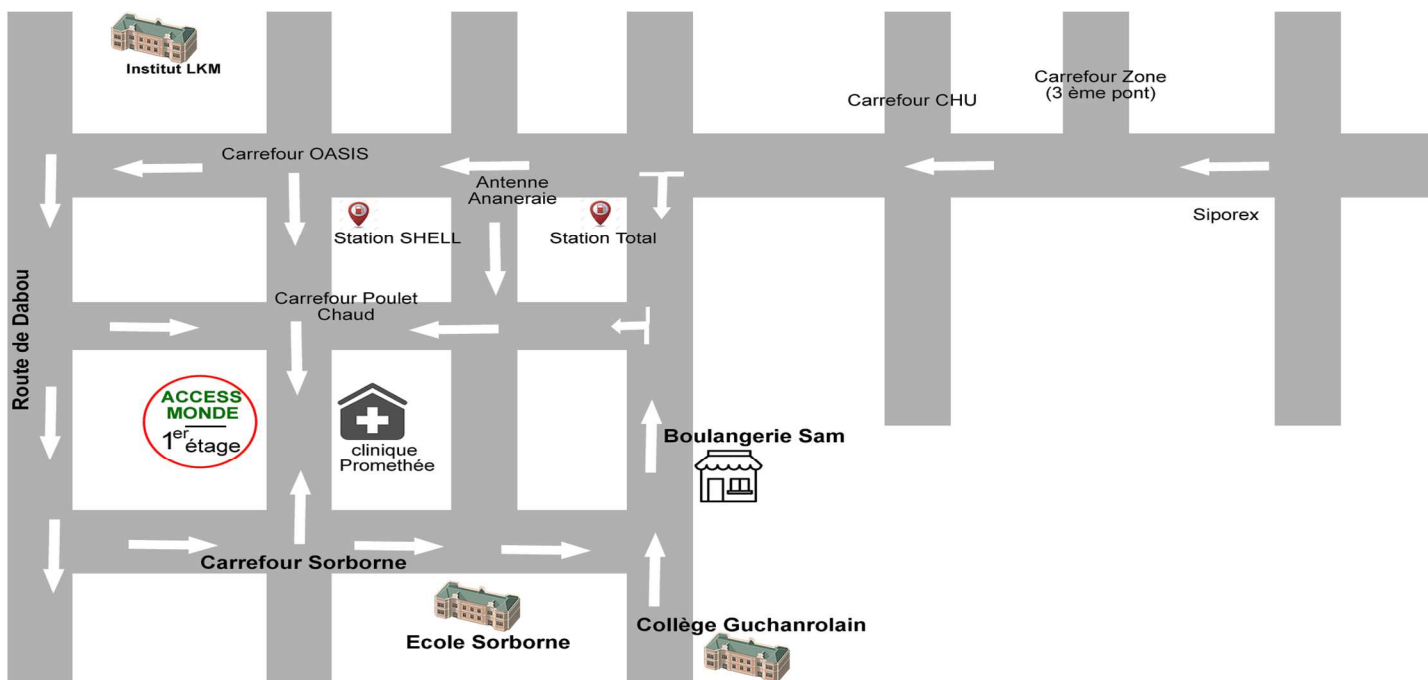 Institut LKM
Carrefour CHU
Carrefour Zone
(3 ème pont)
Carrefour OASIS
Antenne
Ananeraie
Station SHELL
Station Total
Siporex
Route de Dabou
Carrefour Poulet
Chaud
ACCESS
MONDE
1er étage
clinique
Promethée
Boulangerie Sam
Carrefour Sorborne
Ecole Sorborne
Collège Guchanrolain